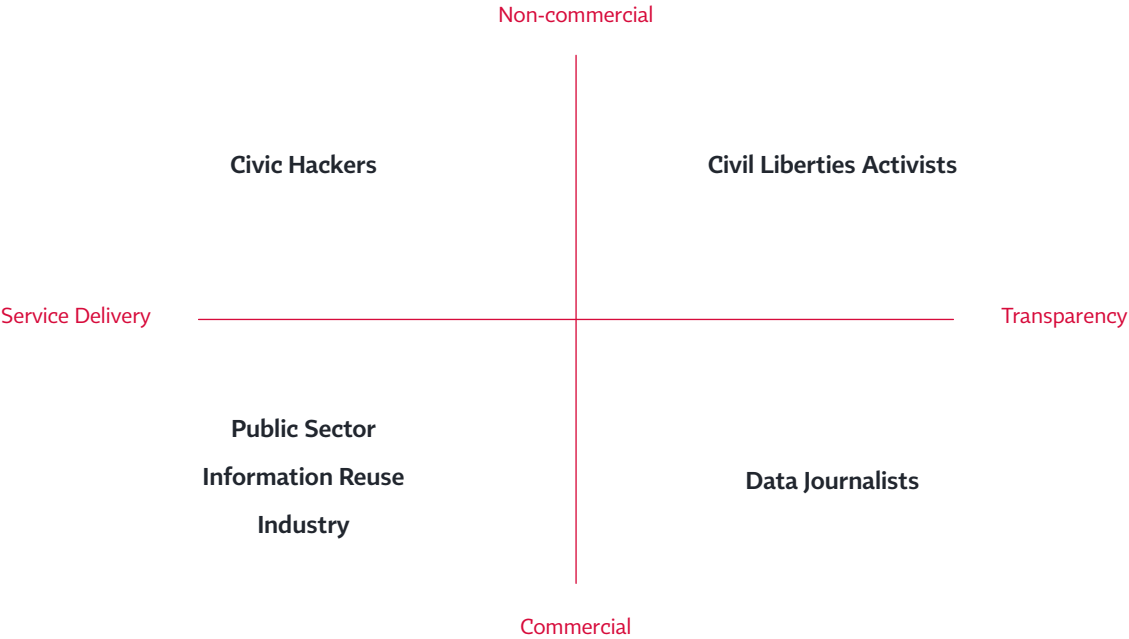 Non-commercial
Civic Hackers
Civil Liberties Activists
Service Delivery
Transparency
Public Sector
Information Reuse
Industry
Data Journalists
Commercial